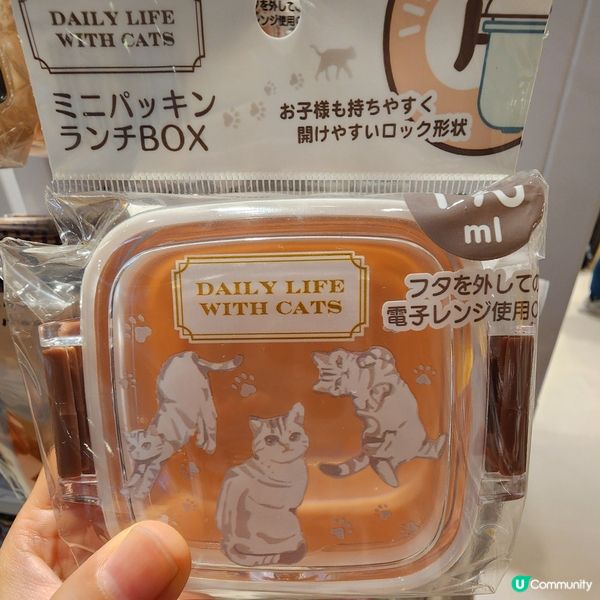 DAILY LIFE
WITH CATS
ミニパッキン
ランチBOX
お子様も持ちやすく
開けやすいロック形状
ml
フタを外しての
電子レンジ使用O
DAILY LIFE
WITH CATS
U Community